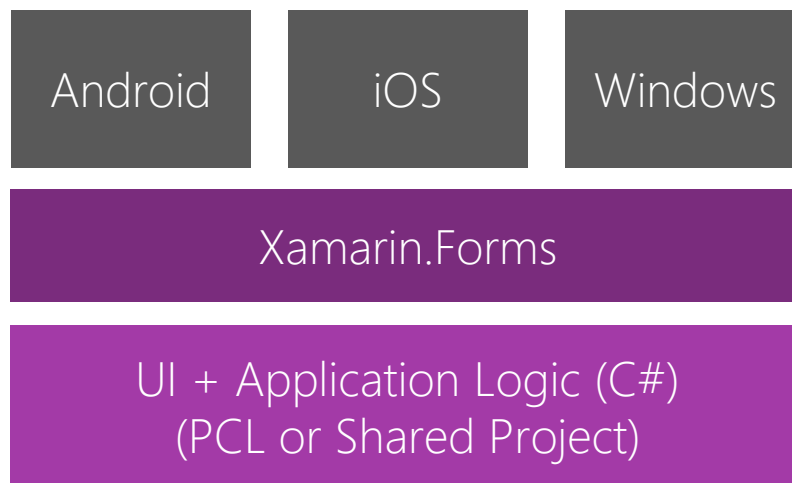 Android
iOS
Windows
Xamarin.Forms
UI + Application Logic (C#)
(PCL or Shared Project)